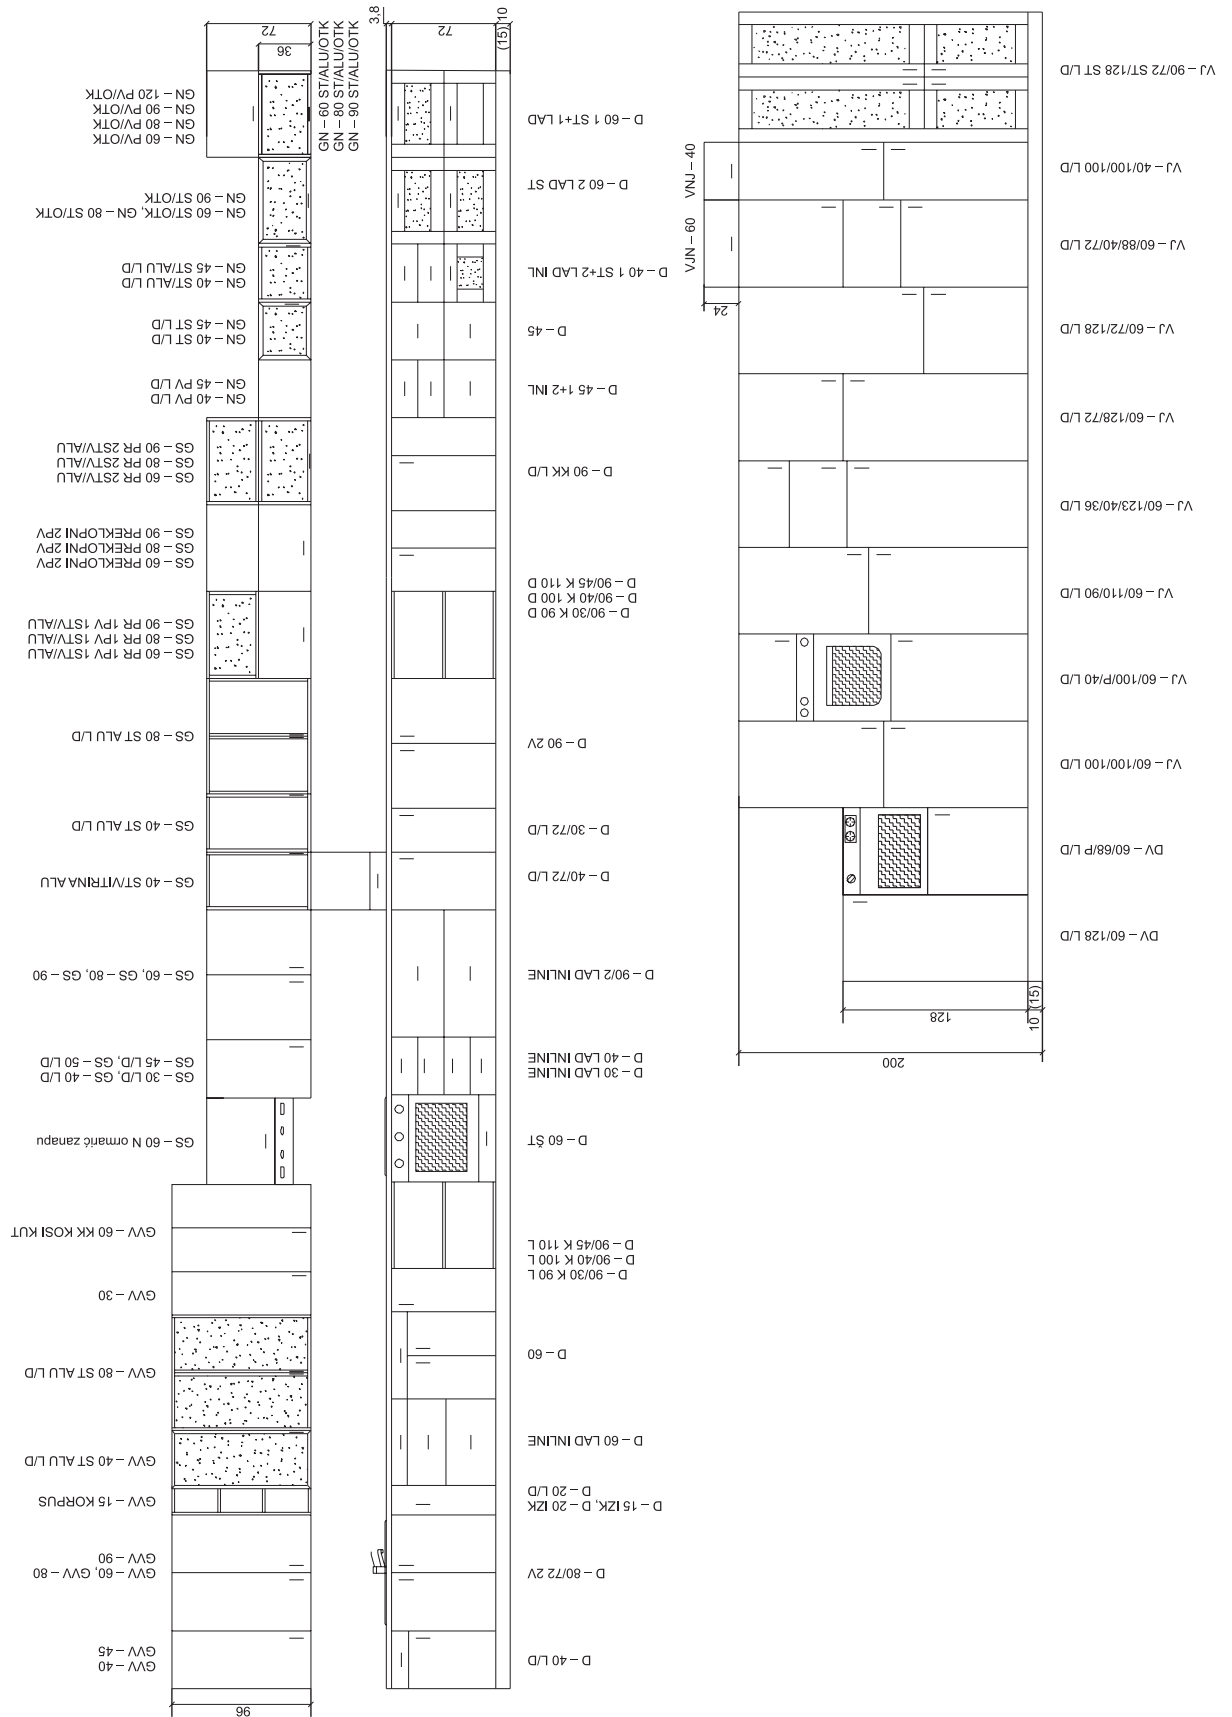 96
GVV – 40
GVV – 45
GVV – 60, GVV – 80
GVV – 90
GVV – 15 KORPUS
GVV – 40 ST ALU L/D
GVV – 80 ST ALU L/D
GVV – 30
GVV – 60 KK KOSI KUT
GS – 60 N ormarić zanapu
GS – 30 L/D, GS – 40 L/D
GS – 45 L/D, GS – 50 L/D
GS – 60, GS – 80, GS – 90
GS – 40 ST/VITRINA ALU
GS – 40 ST ALU L/D
GS – 80 ST ALU L/D
GS – 60 PR 1PV 1STV/ALU
GS – 80 PR 1PV 1STV/ALU
GS – 90 PR 1PV 1STV/ALU
GS – 60 PREKLOPNI 2PV
GS – 80 PREKLOPNI 2PV
GS – 90 PREKLOPNI 2PV
GS – 60 PR 2STV/ALU
GS – 80 PR 2STV/ALU
GS – 90 PR 2STV/ALU
GN – 40 PV L/D
GN – 45 PV L/D
GN – 40 ST L/D
GN – 45 ST L/D
GN – 40 ST/ALU L/D
GN – 45 ST/ALU L/D
GN – 60 ST/OTK, GN – 80 ST/OTK
GN – 90 ST/OTK
GN – 60 PV/OTK
GN – 80 PV/OTK
GN – 90 PV/OTK
GN – 120 PV/OTK
GN – 60 ST/ALU/OTK
GN – 80 ST/ALU/OTK
GN – 90 ST/ALU/OTK
36
72
D – 40 L/D
D – 80/72 2V
D – 15 IZK, D – 20 IZK
D – 20 L/D
D – 60 LAD INLINE
D – 60
D – 90/30 K 90 L
D – 90/40 K 100 L
D – 90/45 K 110 L
D – 60 ŠT
D – 30 LAD INLINE
D – 40 LAD INLINE
D – 90/2 LAD INLINE
D – 40/72 L/D
D – 30/72 L/D
D – 90 2V
D – 90/30 K 90 D
D – 90/40 K 100 D
D – 90/45 K 110 D
D – 90 KK L/D
D – 45 1+2 INL
D – 45
D – 40 1 ST+2 LAD INL
D – 60 2 LAD ST
D – 60 1 ST+1 LAD
3,8
72
10
(15)
200
128
10
(15)
DV – 60/128 L/D
DV – 60/68/P L/D
VJ – 60/100/100 L/D
VJ – 60/100/P/40 L/D
VJ – 60/110/90 L/D
VJ – 60/123/40/36 L/D
VJ – 60/128/72 L/D
VJ – 60/72/128 L/D
24
VJ – 60/88/40/72 L/D
VJN – 60
VJ – 40/100/100 L/D
VNJ – 40
VJ – 90/72 ST/128 ST L/D